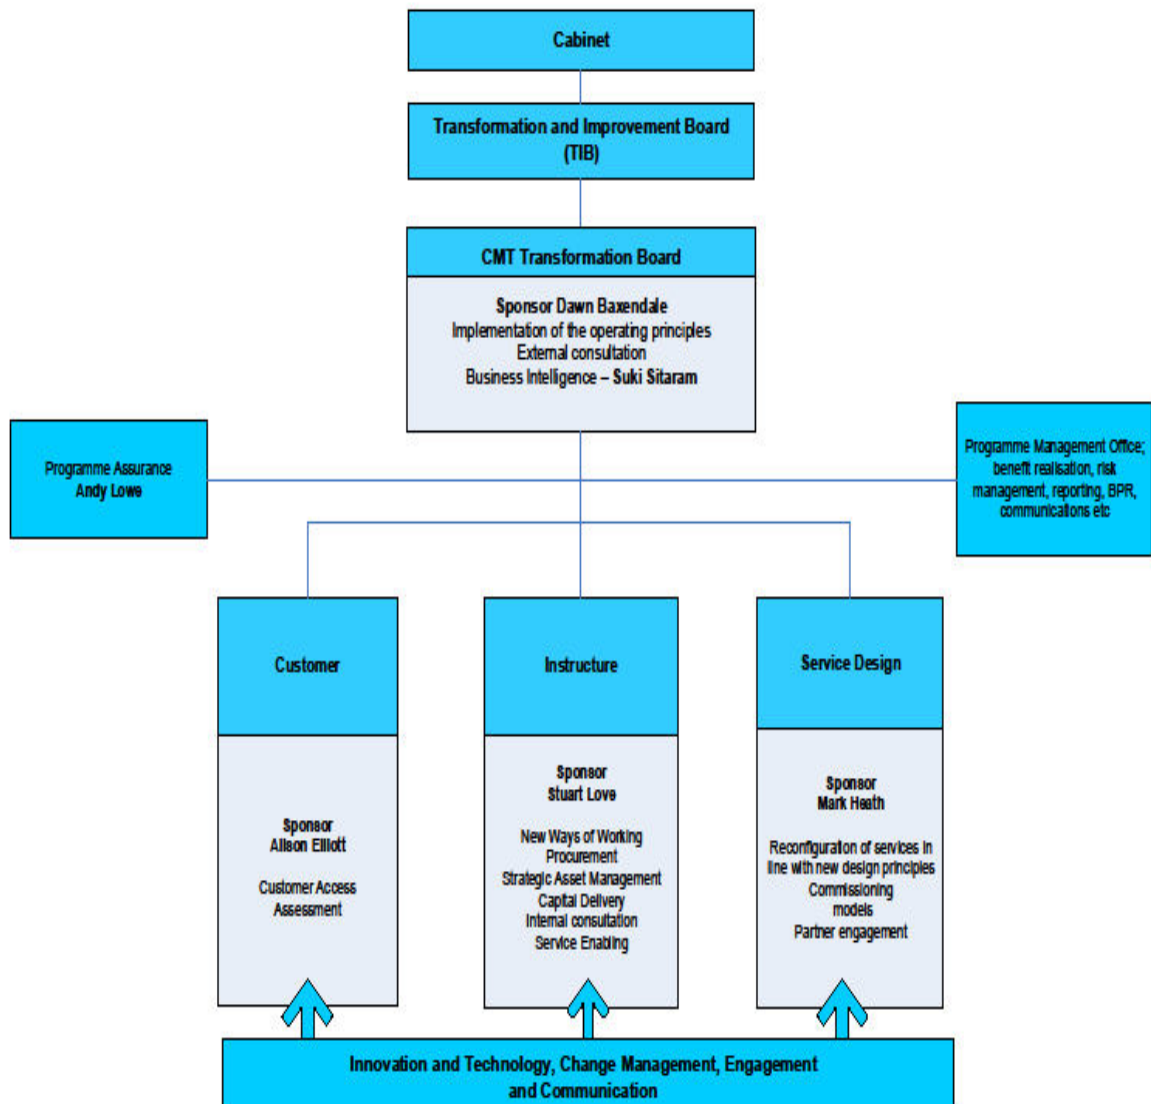 Cabinet
Transformation and Improvement Board
(TIB)
CMT Transformation Board
Sponsor Dawn Baxendale
Implementation of the operating principles
External consultation
Business Intelligence – Suki Sitaram
Programme Assurance
Andy Lowe
Programme Management Office;
benefit realisation, risk
management, reporting, BPR,
communications etc
Customer
Sponsor
Alison Elliott
Customer Access
Assessment
Instructure
Sponsor
Stuart Love
New Ways of Working
Procurement
Strategic Asset Management
Capital Delivery
Internal consultation
Service Enabling
Service Design
Sponsor
Mark Heath
Reconfiguration of services in
line with new design principles
Commissioning
models
Partner engagement
Innovation and Technology, Change Management, Engagement
and Communication